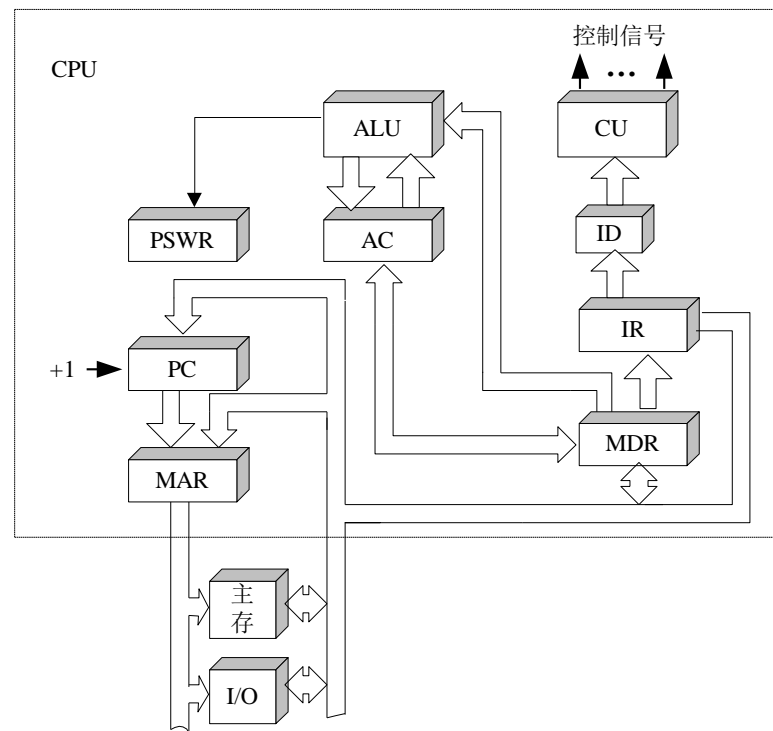 控制信号
CPU
•••
ALU
CU
PSWR
AC
ID
IR
+1
PC
MDR
MAR
主
存
I/O